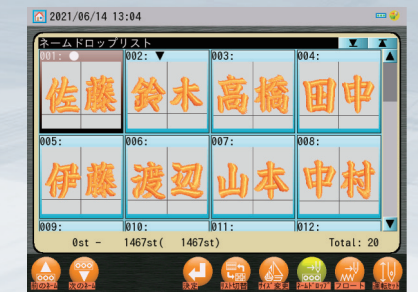 2021/06/14 13:04
ネームドロップリスト
001: 002: 003: 004:
佐藤 鈴木 高橋 田中
005: 006: 007: 008:
伊藤 渡辺 山本 中村
009: 010: 011: 012:
0st - 1467st( 1467st) Total: 20
前のネーム 次のネーム 決定 リスト切替 サイズ変更 ネームドロップ フロート 運転セット